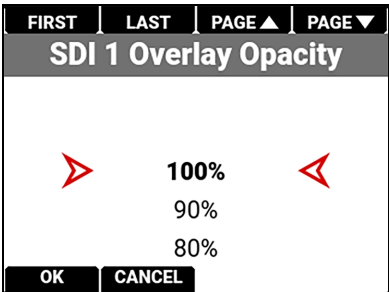 FIRST LAST PAGE▲ PAGE▼
SDI 1 Overlay Opacity
100%
90%
80%
OK CANCEL